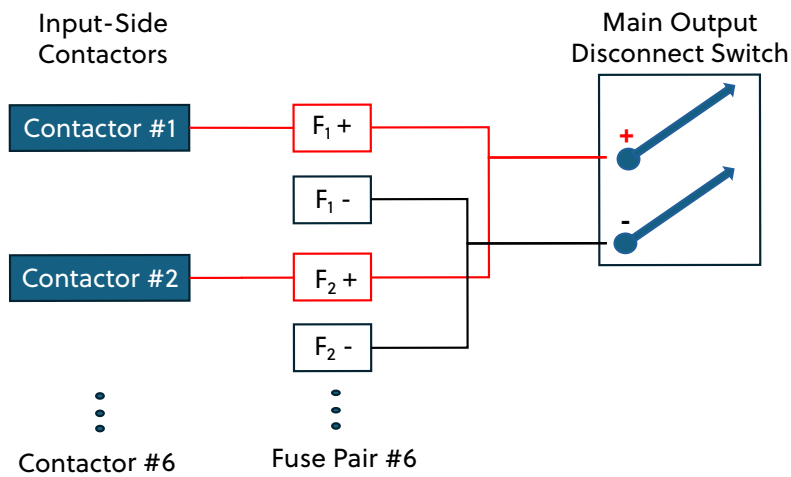 Input-Side
Contactors
Main Output
Disconnect Switch
Contactor #1
F₁ +
+
F₁ -
-
Contactor #2
F₂ +
F₂ -
Contactor #6
Fuse Pair #6